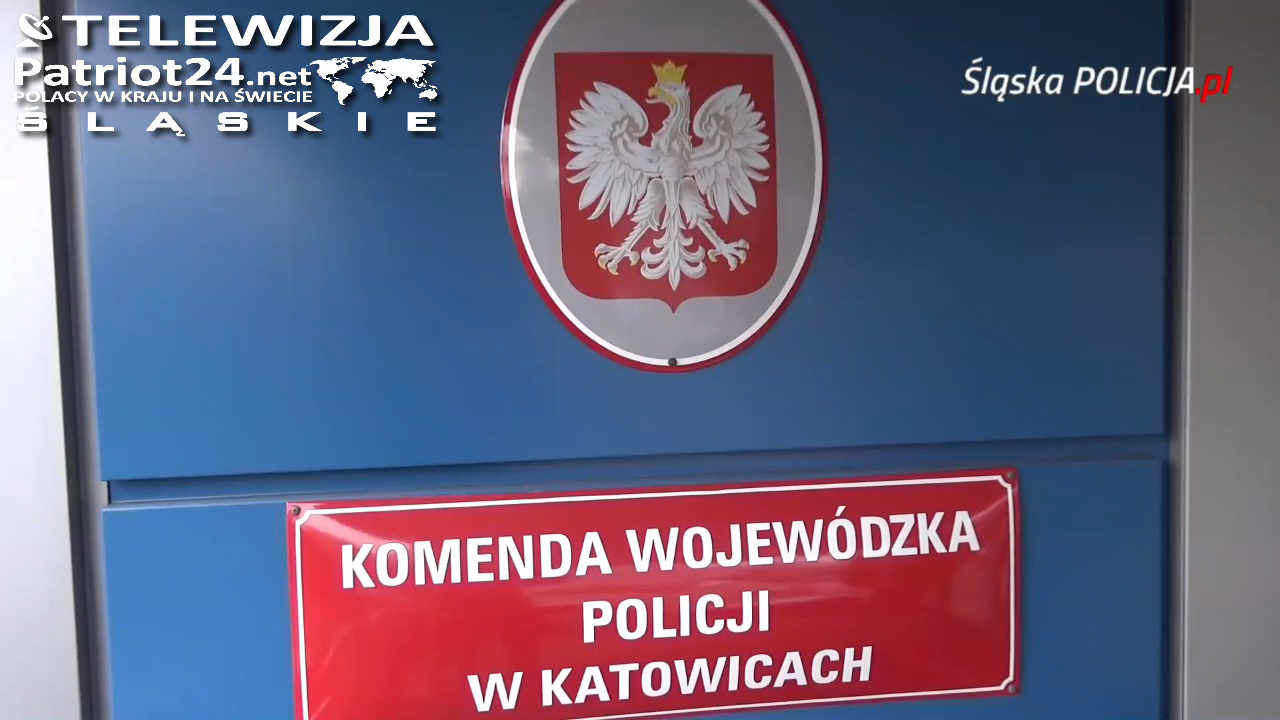 TELEWIZJA
Patriot24.net
POLACY W KRAJU I NA ŚWIECIE
ŚLĄSKIE
Śląska POLICJA.pl
KOMENDA WOJEWÓDZKA
POLICJI
W KATOWICACH